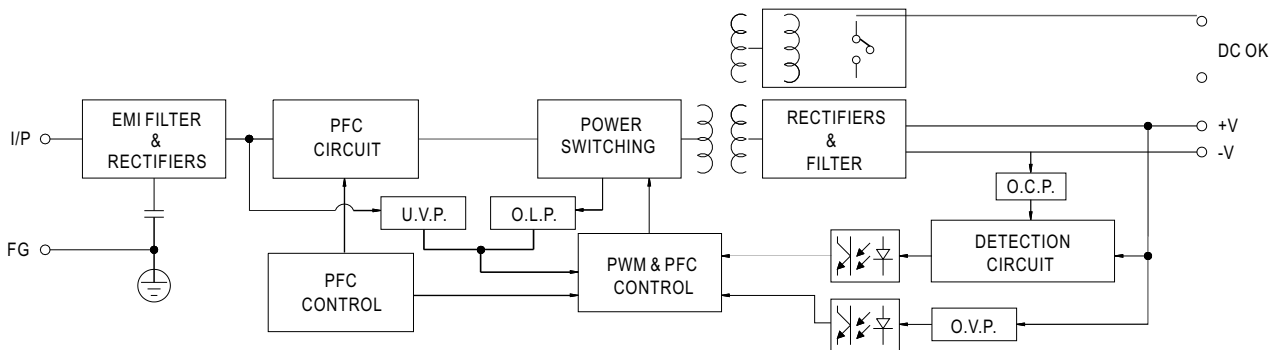 DC OK
I/P
EMI FILTER
&
RECTIFIERS
PFC
CIRCUIT
POWER
SWITCHING
RECTIFIERS
&
FILTER
+V
-V
O.C.P.
U.V.P.
O.L.P.
FG
PFC
CONTROL
PWM & PFC
CONTROL
DETECTION
CIRCUIT
O.V.P.